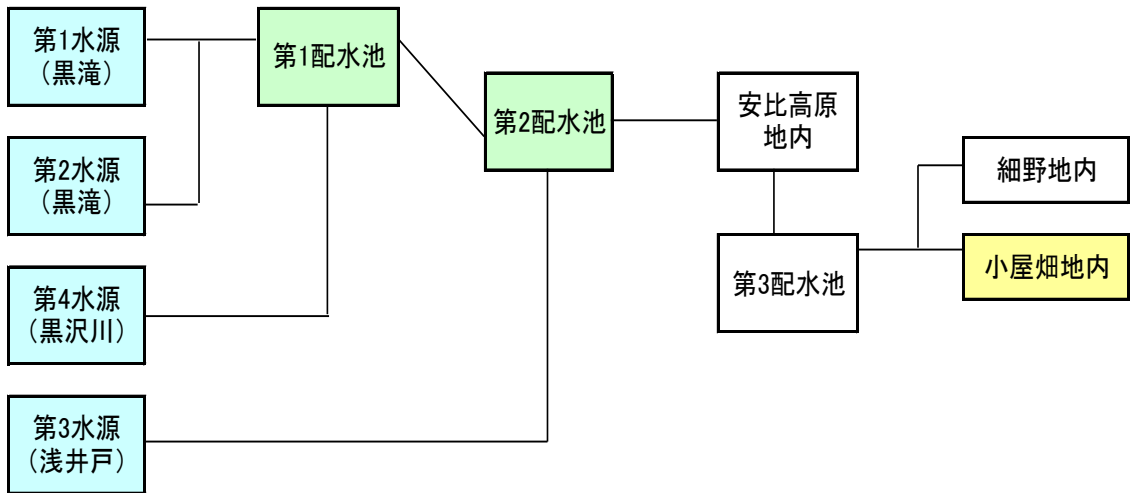 第1水源
（黒滝）
第2水源
（黒滝）
第4水源
（黒沢川）
第3水源
（浅井戸）
第1配水池
第2配水池
安比高原
地内
第3配水池
細野地内
小屋畑地内